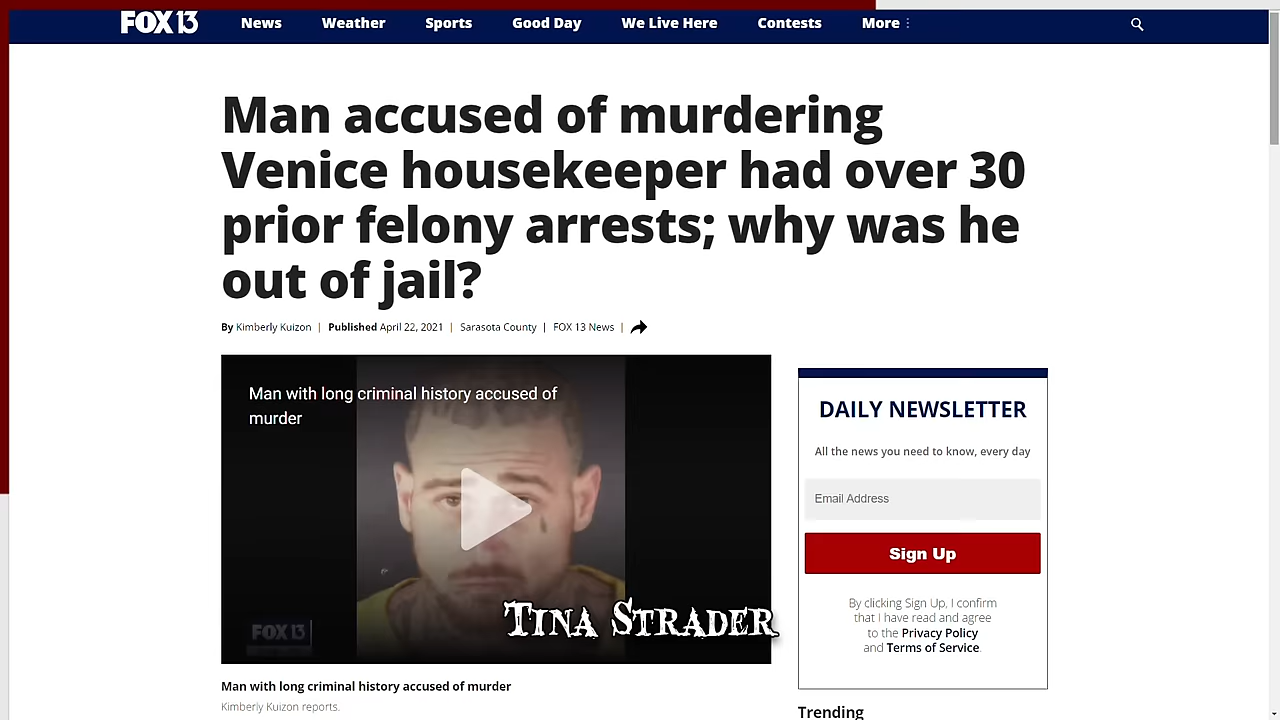 FOX 13 News Weather Sports Good Day We Live Here Contests More
Man accused of murdering
Venice housekeeper had over 30
prior felony arrests; why was he
out of jail?
By Kimberly Kuizon | Published April 22, 2021 | Sarasota County | FOX 13 News |
Man with long criminal history accused of
murder
FOX 13
TINA STRADER
Man with long criminal history accused of murder
Kimberly Kuizon reports.
DAILY NEWSLETTER
All the news you need to know, every day
Email Address
Sign Up
By clicking Sign Up, I confirm
that I have read and agree
to the Privacy Policy
and Terms of Service.
Trending